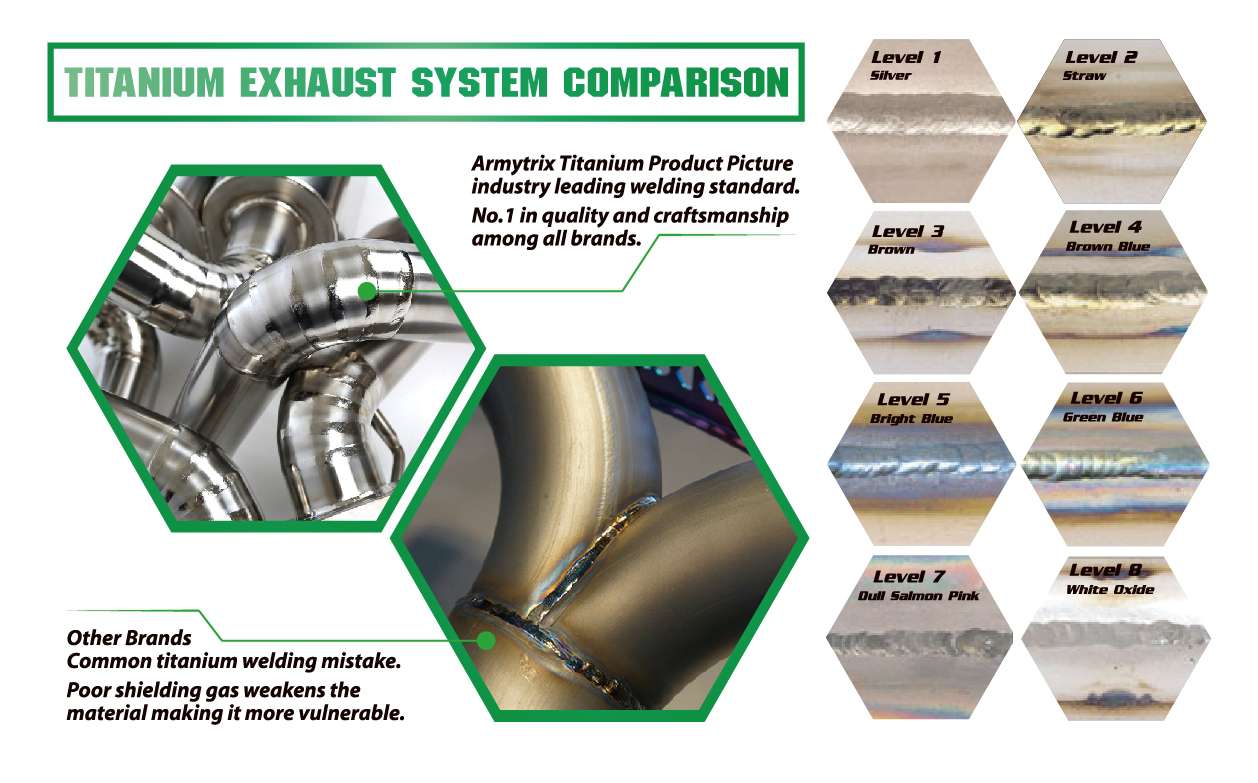 TITANIUM EXHAUST SYSTEM COMPARISON
Armytrix Titanium Product Picture
industry leading welding standard.
No.1 in quality and craftsmanship
among all brands.
Other Brands
Common titanium welding mistake.
Poor shielding gas weakens the
material making it more vulnerable.
Level 1
Silver
Level 2
Straw
Level 3
Brown
Level 4
Brown Blue
Level 5
Bright Blue
Level 6
Green Blue
Level 7
Dull Salmon Pink
Level 8
White Oxide